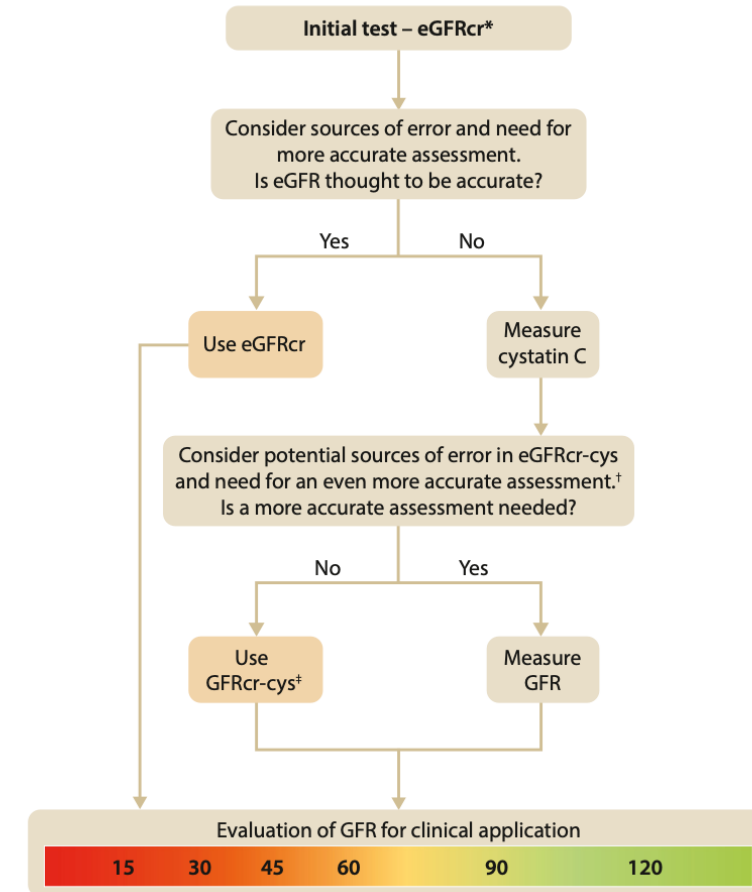 Initial test – eGFRcr*
Consider sources of error and need for
more accurate assessment.
Is eGFR thought to be accurate?
Yes
No
Use eGFRcr
Measure
cystatin C
Consider potential sources of error in eGFRcr-cys
and need for an even more accurate assessment.†
Is a more accurate assessment needed?
No
Yes
Use
GFRcr-cys‡
Measure
GFR
Evaluation of GFR for clinical application
15 30 45 60 90 120